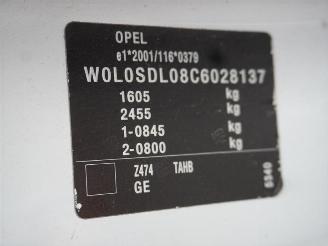 OPEL
e1*2001/116*0379
W0L0SDL08C6028137
1605 kg
2455 kg
1-0845 kg
2-0800 kg
Z474 TAHB
GE